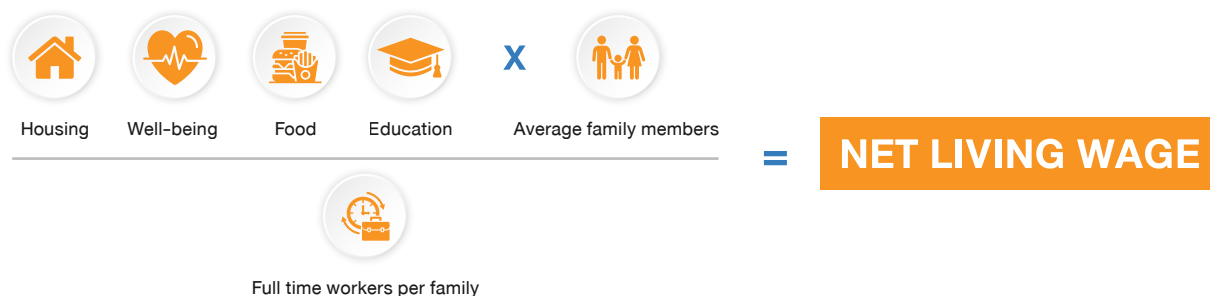 X
Housing Well-being Food Education Average family members
= NET LIVING WAGE
Full time workers per family